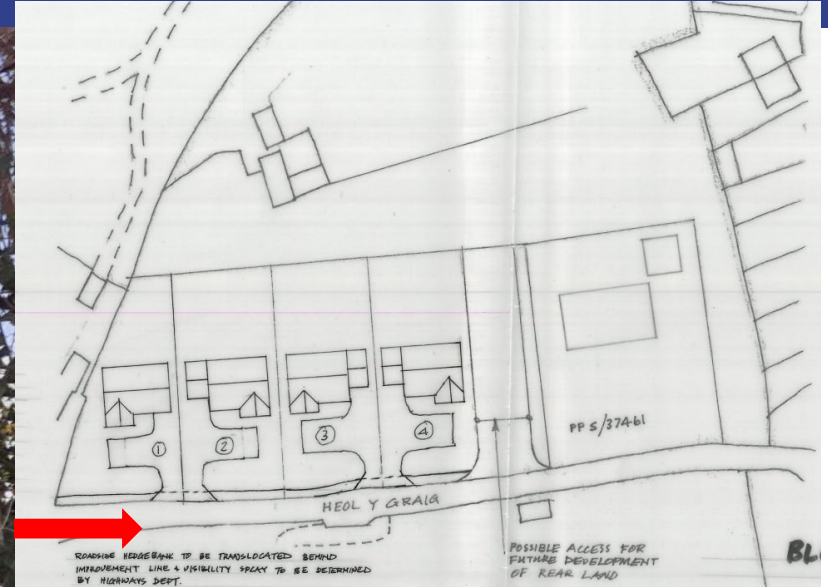 PP S/37461
①
②
③
④
HEOL Y GRAIG
ROADSIDE HEDGEBANK TO BE TRANSLOCATED BEHIND
IMPROVEMENT LINE & VISIBILITY SPLAY TO BE DETERMINED
BY HIGHWAYS DEPT.
POSSIBLE ACCESS FOR
FUTURE DEVELOPMENT
OF REAR LAND